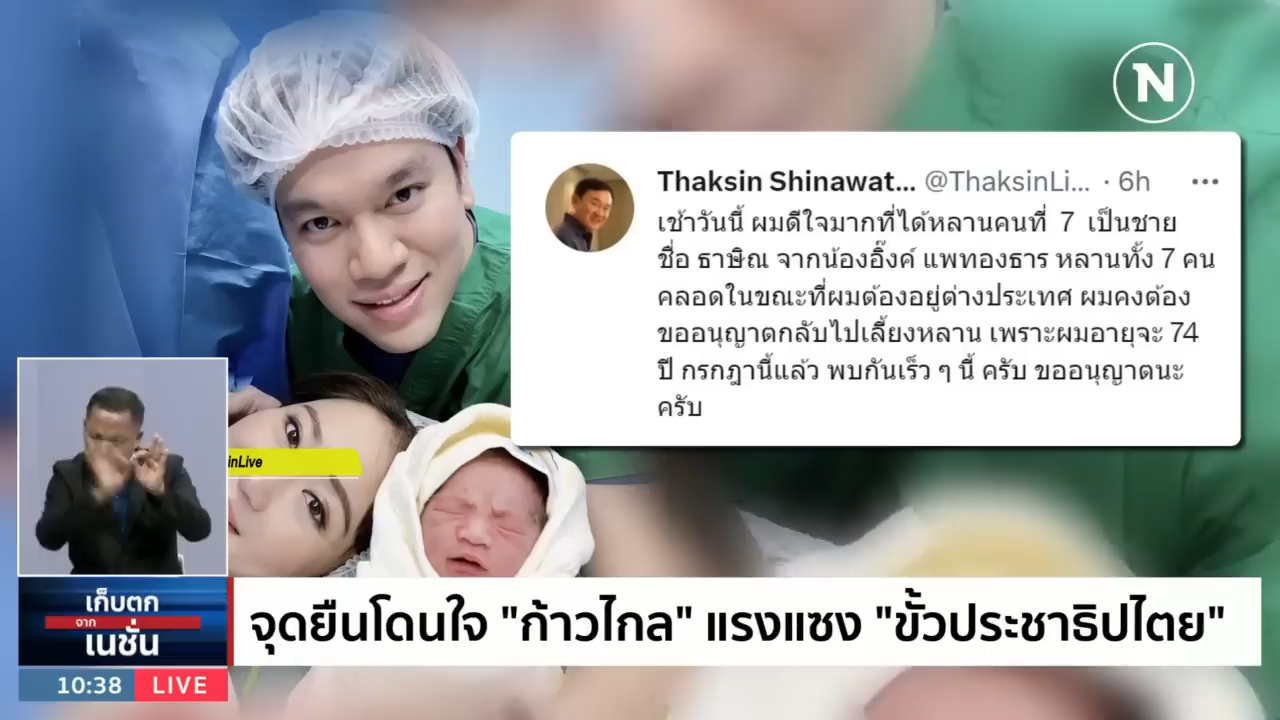 N
Thaksin Shinawat... @ThaksinLi... · 6h ...
เช้าวันนี้ ผมดีใจมากที่ได้หลานคนที่ 7 เป็นชาย
ชื่อ ธาษิณ จากน้องอิ๊งค์ แพทองธาร หลานทั้ง 7 คน
คลอดในขณะที่ผมต้องอยู่ต่างประเทศ ผมคงต้อง
ขออนุญาตกลับไปเลี้ยงหลาน เพราะผมอายุจะ 74
ปี กรกฎานี้แล้ว พบกันเร็ว ๆ นี้ ครับ ขออนุญาตนะ
ครับ
inLive
เก็บตก
จาก
เนชั่น
จุดยืนโดนใจ "ก้าวไกล" แรงแซง "ขั้วประชาธิปไตย"
10:38 LIVE